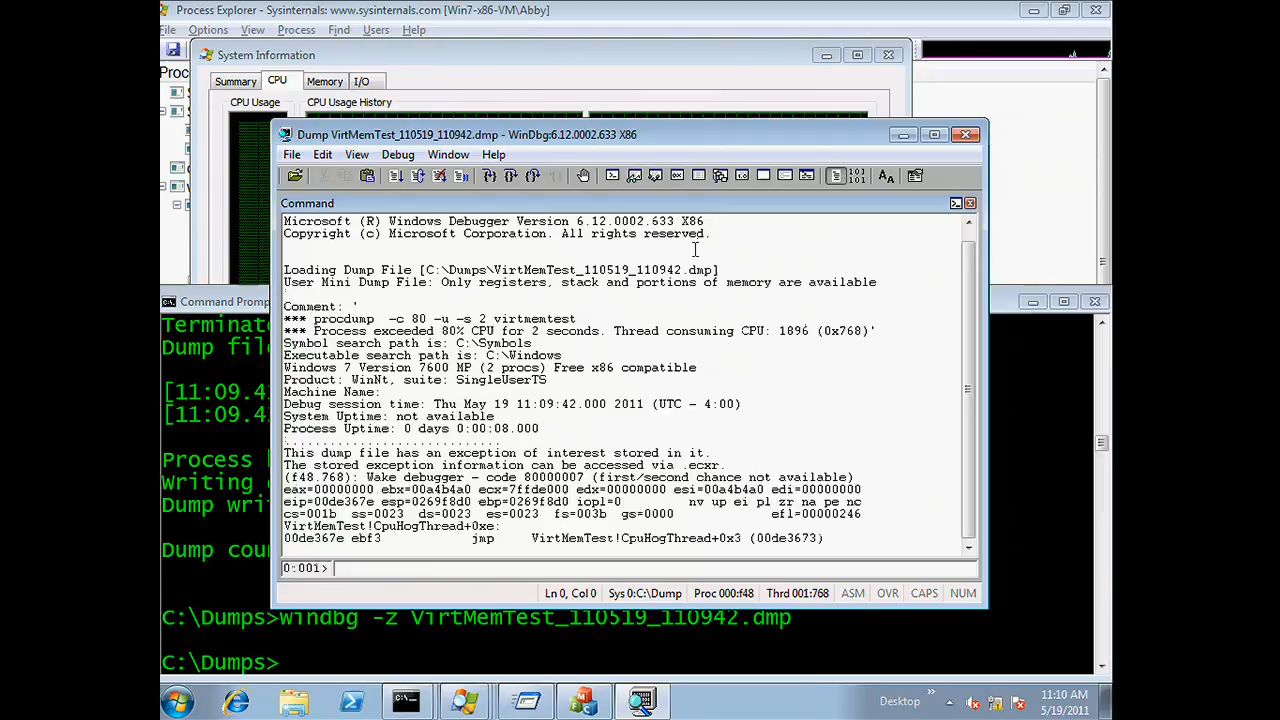 Process Explorer - Sysinternals: www.sysinternals.com [Win7-x86-VM\Abby]
File Options View Process Find Users Help
System Information
Proc
Summary CPU Memory I/O
CPU Usage CPU Usage History
Dump VirtMemTest_110519_110942.dmp - WinDbg:6.12.0002.633 X86
File Edit View Debug Window Help
Command
Microsoft (R) Windows Debugger Version 6.12.0002.633 X86
Copyright (c) Microsoft Corporation. All rights reserved.
Loading Dump File [C:\Dumps\VirtMemTest_110519_110942.dmp]
User Mini Dump File: Only registers, stack and portions of memory are available
Comment: '
*** procdump -c 80 -u -s 2 virtmemtest
*** Process exceeded 80% CPU for 2 seconds. Thread consuming CPU: 1896 (0x768)'
Symbol search path is: C:\Symbols
Executable search path is: C:\Windows
Windows 7 Version 7600 MP (2 procs) Free x86 compatible
Product: WinNt, suite: SingleUserTS
Machine Name:
Debug session time: Thu May 19 11:09:42.000 2011 (UTC - 4:00)
System Uptime: not available
Process Uptime: 0 days 0:00:08.000
...............................
This dump file has an exception of interest stored in it.
The stored exception information can be accessed via .ecxr.
(f48.768): Wake debugger - code 80000007 (first/second chance not available)
eax=00000000 ebx=00a4b4a0 ecx=7ffde000 edx=00000000 esi=00a4b4a0 edi=00000000
eip=00de367e esp=0269f8d0 ebp=0269f8d0 iopl=0 nv up ei pl zr na pe nc
cs=001b ss=0023 ds=0023 es=0023 fs=003b gs=0000 efl=00000246
VirtMemTest!CpuHogThread+0xe:
00de367e ebf3 jmp VirtMemTest!CpuHogThread+0x3 (00de3673)
0:001>
Ln 0, Col 0 Sys 0:C:\Dump Proc 000:f48 Thrd 001:768 ASM OVR CAPS NUM
Command Promp
Terminat
Dump file
[11:09.4
[11:09.4
Process
Writing
Dump wri
Dump cou
C:\Dumps>windbg -z VirtMemTest_110519_110942.dmp
C:\Dumps>
Desktop
11:10 AM
5/19/2011